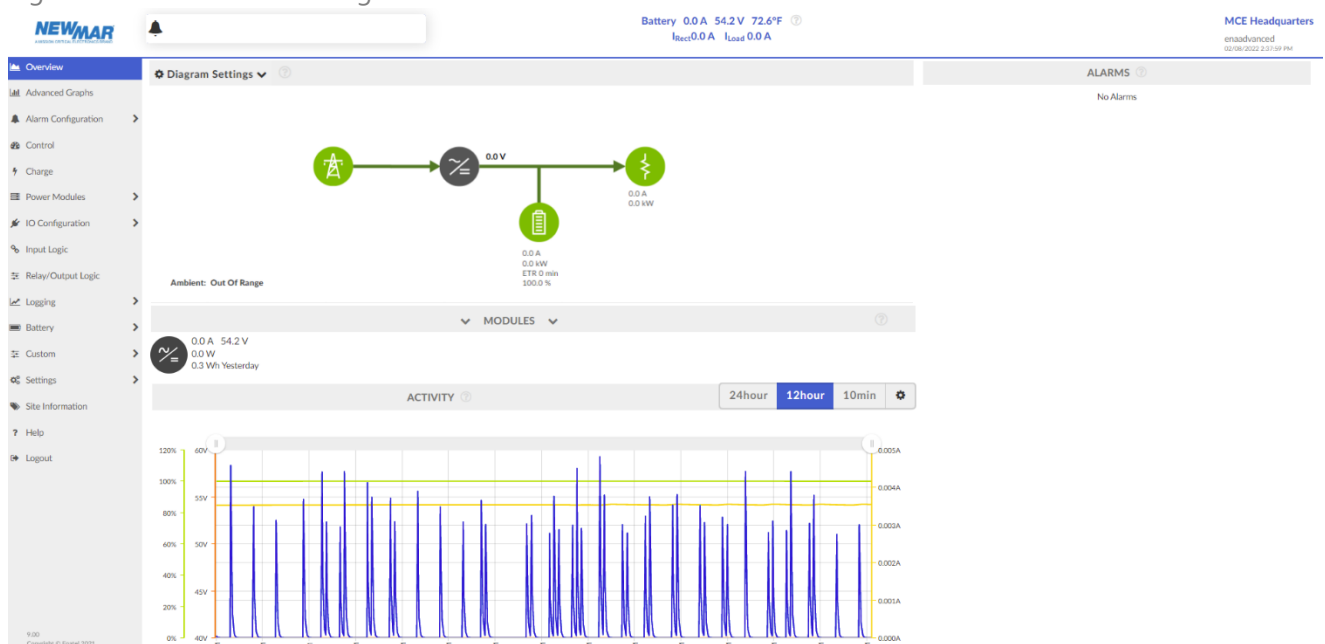 NEWMAR
Battery 0.0 A 54.2 V 72.6°F ?
IRect 0.0 A ILoad 0.0 A
MCE Headquarters
enaadvanced
02/08/2022 2:37:59 PM
Overview
Advanced Graphs
Alarm Configuration
Control
Charge
Power Modules
IO Configuration
Input Logic
Relay/Output Logic
Logging
Battery
Custom
Settings
Site Information
? Help
Logout
9.00
Diagram Settings ?
0.0 V
0.0 A
0.0 kW
0.0 A
0.0 kW
ETR 0 min
100.0 %
Ambient: Out Of Range
MODULES ?
0.0 A 54.2 V
0.0 W
0.3 Wh Yesterday
ACTIVITY ?
24hour 12hour 10min
120% 60V 0.005A
100% 55V 0.004A
80% 0.003A
60% 50V 0.002A
40% 45V 0.001A
20%
0% 40V 0.000A
ALARMS ?
No Alarms